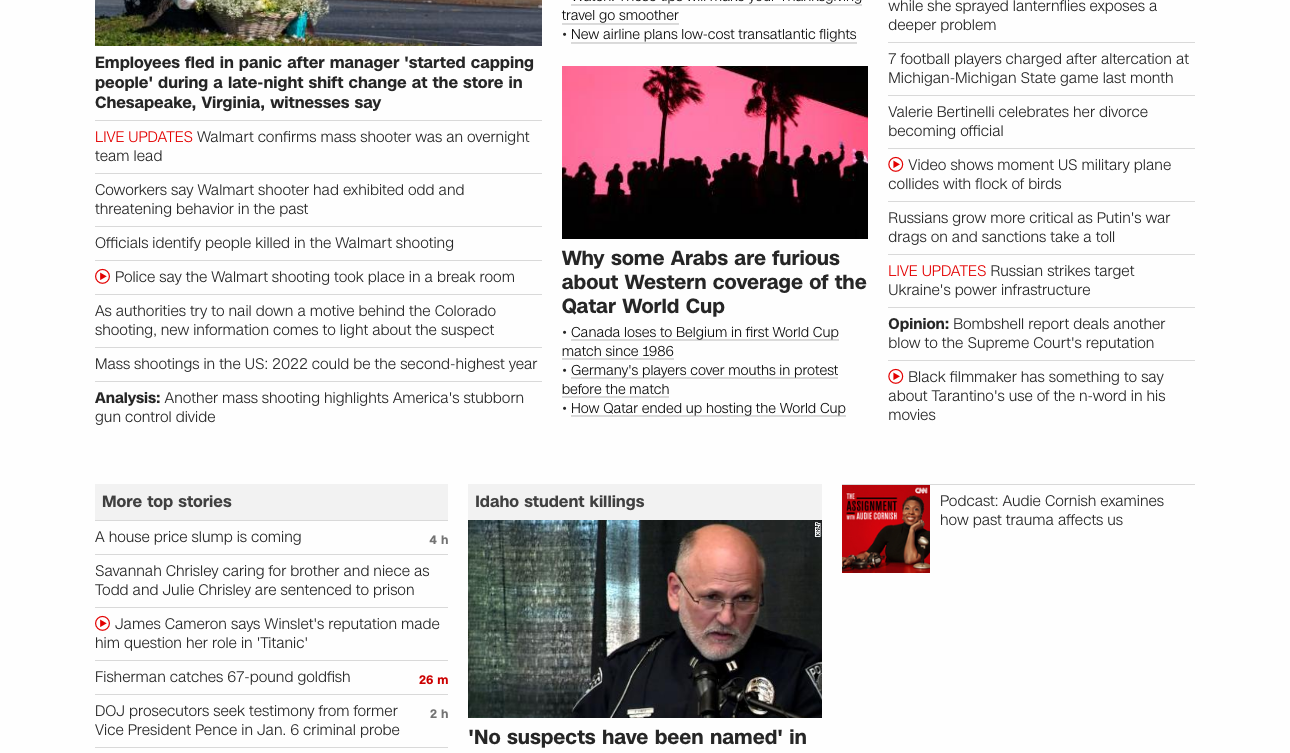 Employees fled in panic after manager 'started capping
people' during a late-night shift change at the store in
Chesapeake, Virginia, witnesses say
LIVE UPDATES Walmart confirms mass shooter was an overnight
team lead
Coworkers say Walmart shooter had exhibited odd and
threatening behavior in the past
Officials identify people killed in the Walmart shooting
Police say the Walmart shooting took place in a break room
As authorities try to nail down a motive behind the Colorado
shooting, new information comes to light about the suspect
Mass shootings in the US: 2022 could be the second-highest year
Analysis: Another mass shooting highlights America's stubborn
gun control divide
travel go smoother
• New airline plans low-cost transatlantic flights
Why some Arabs are furious
about Western coverage of the
Qatar World Cup
• Canada loses to Belgium in first World Cup
match since 1986
• Germany's players cover mouths in protest
before the match
• How Qatar ended up hosting the World Cup
while she sprayed lanternflies exposes a
deeper problem
7 football players charged after altercation at
Michigan-Michigan State game last month
Valerie Bertinelli celebrates her divorce
becoming official
Video shows moment US military plane
collides with flock of birds
Russians grow more critical as Putin's war
drags on and sanctions take a toll
LIVE UPDATES Russian strikes target
Ukraine's power infrastructure
Opinion: Bombshell report deals another
blow to the Supreme Court's reputation
Black filmmaker has something to say
about Tarantino's use of the n-word in his
movies
More top stories
A house price slump is coming 4 h
Savannah Chrisley caring for brother and niece as
Todd and Julie Chrisley are sentenced to prison
James Cameron says Winslet's reputation made
him question her role in 'Titanic'
Fisherman catches 67-pound goldfish 26 m
DOJ prosecutors seek testimony from former 2 h
Vice President Pence in Jan. 6 criminal probe
Idaho student killings
'No suspects have been named' in
CNN
THE
ASSIGNMENT
WITH AUDIE CORNISH
Podcast: Audie Cornish examines
how past trauma affects us